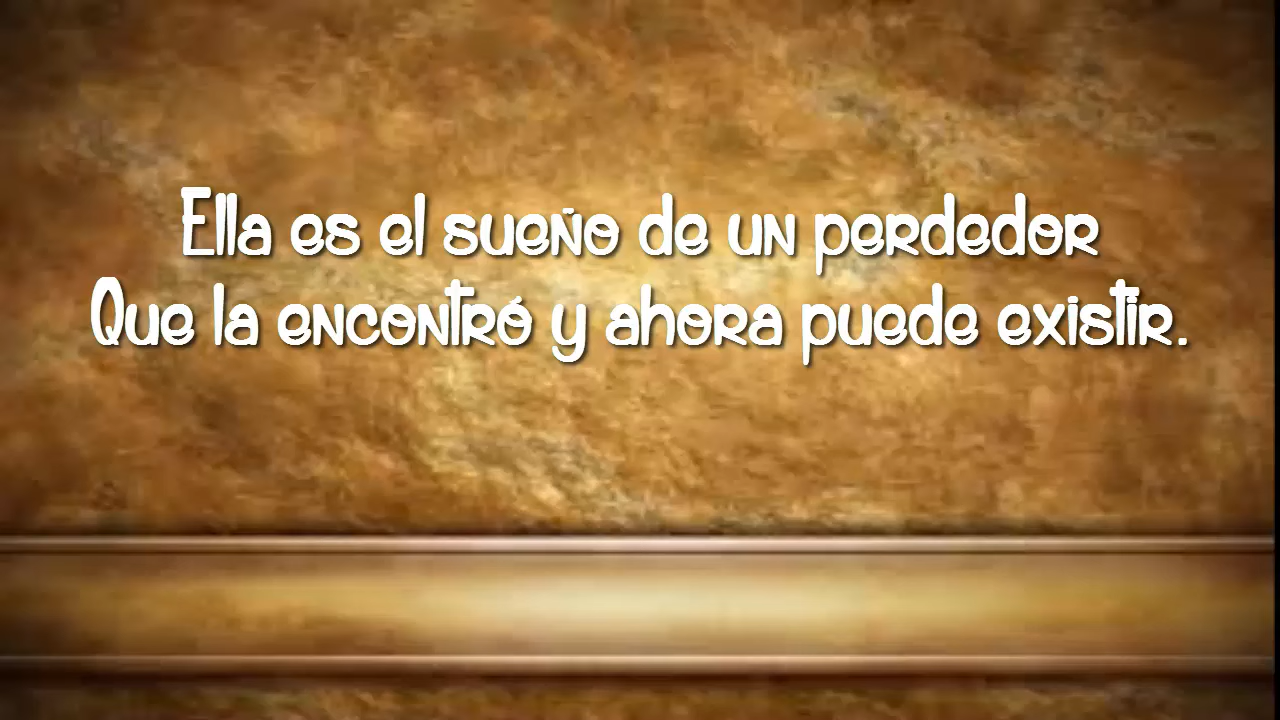 Ella es el sueño de un perdedor
Que la encontró y ahora puede existir.